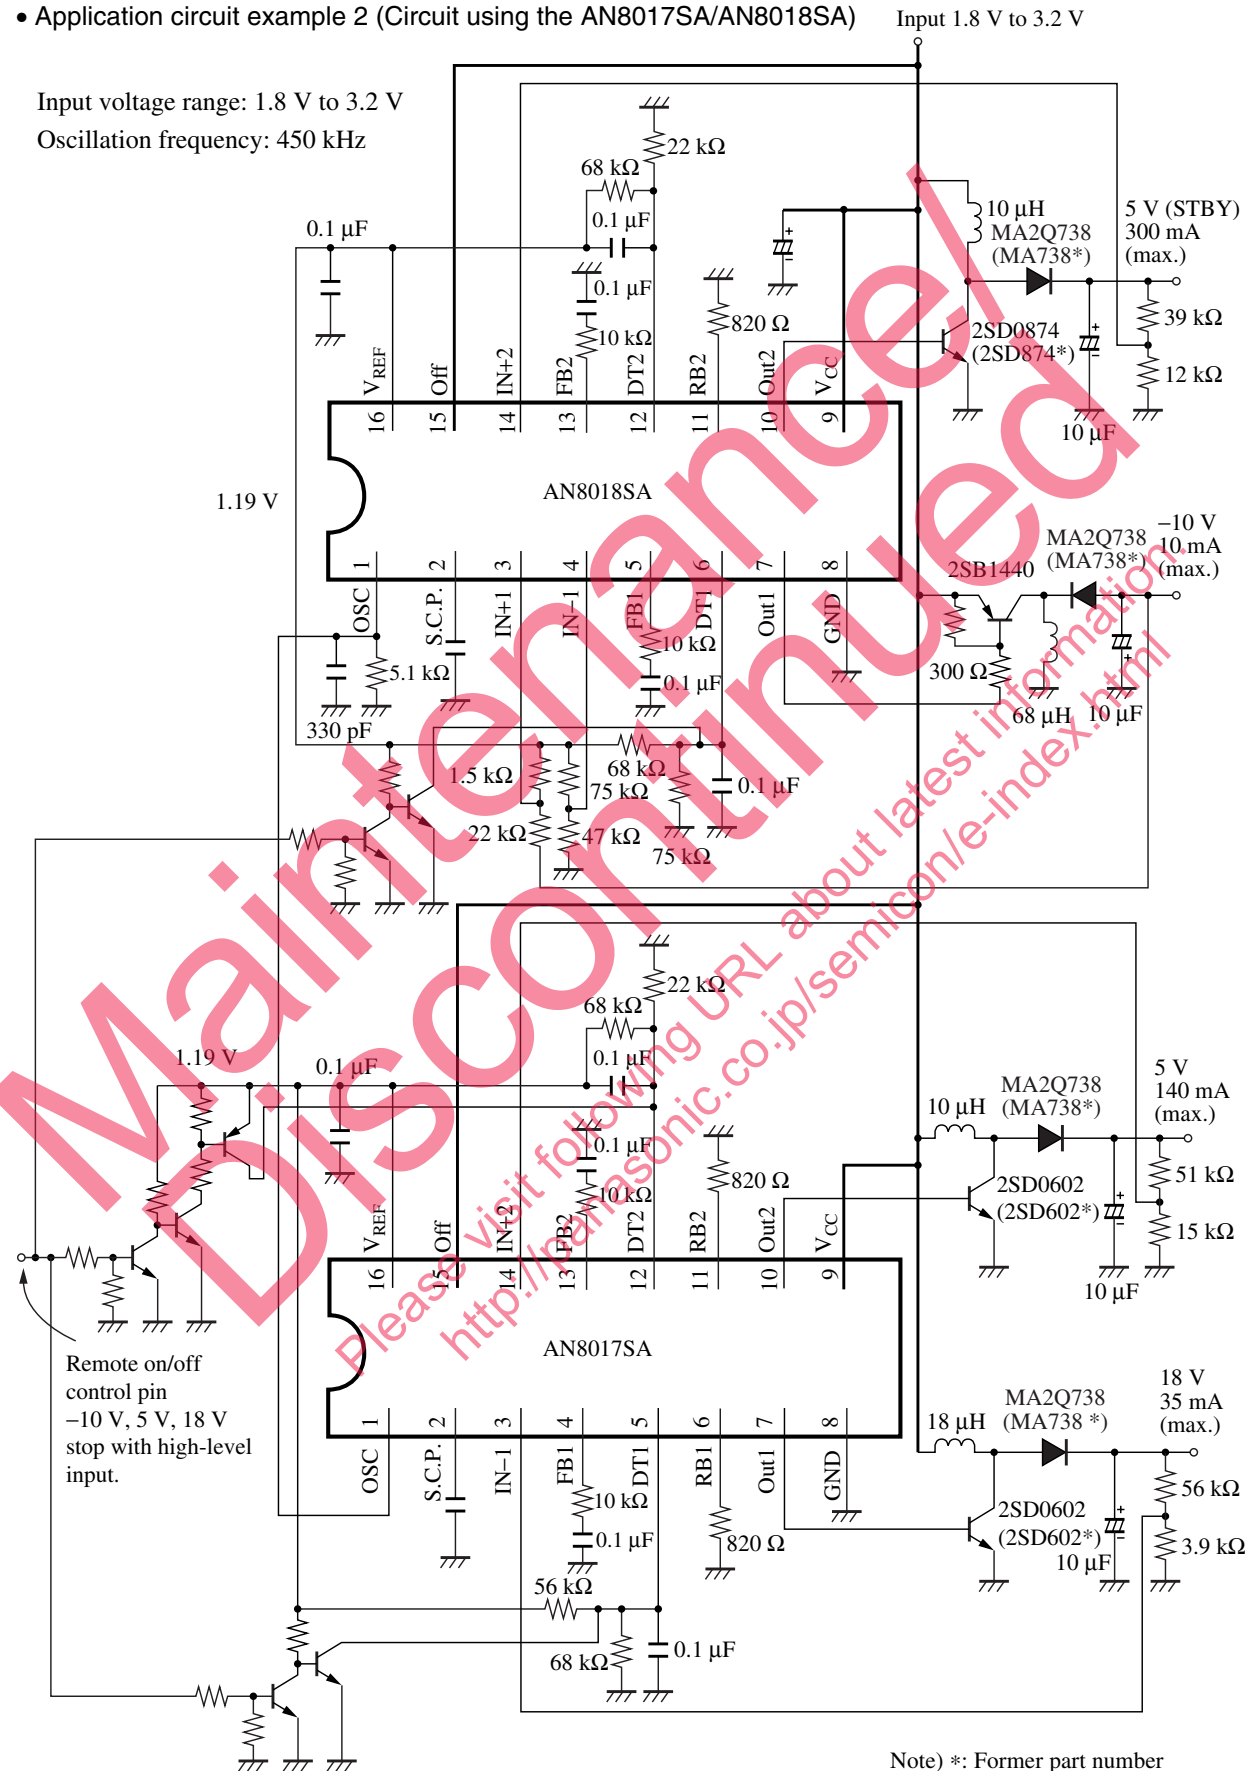 • Application circuit example 2 (Circuit using the AN8017SA/AN8018SA)
Input 1.8 V to 3.2 V
Input voltage range: 1.8 V to 3.2 V
Oscillation frequency: 450 kHz
22 kΩ
68 kΩ
0.1 µF
0.1 µF
0.1 µF
10 kΩ
820 Ω
10 µH
MA2Q738
(MA738*)
5 V (STBY)
300 mA
(max.)
39 kΩ
2SD0874
(2SD874*)
12 kΩ
10 µF
VREF
Off
IN+2
FB2
DT2
RB2
Out2
VCC
16
15
14
13
12
11
10
9
1.19 V
AN8018SA
1
2
3
4
5
6
7
8
OSC
S.C.P.
IN+1
IN−1
FB1
DT1
Out1
GND
−10 V
10 mA
(max.)
MA2Q738
(MA738*)
2SB1440
10 kΩ
0.1 µF
5.1 kΩ
330 pF
300 Ω
68 µH
10 µF
1.5 kΩ
68 kΩ
75 kΩ
0.1 µF
22 kΩ
47 kΩ
75 kΩ
22 kΩ
68 kΩ
0.1 µF
1.19 V
0.1 µF
0.1 µF
10 kΩ
820 Ω
10 µH
MA2Q738
(MA738*)
5 V
140 mA
(max.)
51 kΩ
2SD0602
(2SD602*)
15 kΩ
10 µF
VREF
Off
IN+2
FB2
DT2
RB2
Out2
VCC
16
15
14
13
12
11
10
9
AN8017SA
Remote on/off
control pin
−10 V, 5 V, 18 V
stop with high-level
input.
1
2
3
4
5
6
7
8
OSC
S.C.P.
IN−1
FB1
DT1
RB1
Out1
GND
18 V
35 mA
(max.)
MA2Q738
(MA738 *)
18 µH
56 kΩ
2SD0602
(2SD602*)
10 µF
3.9 kΩ
10 kΩ
0.1 µF
820 Ω
56 kΩ
68 kΩ
0.1 µF
Note) *: Former part number
Maintenance/
Discontinued
Please visit following URL about latest information.
http://panasonic.co.jp/semicon/e-index.html